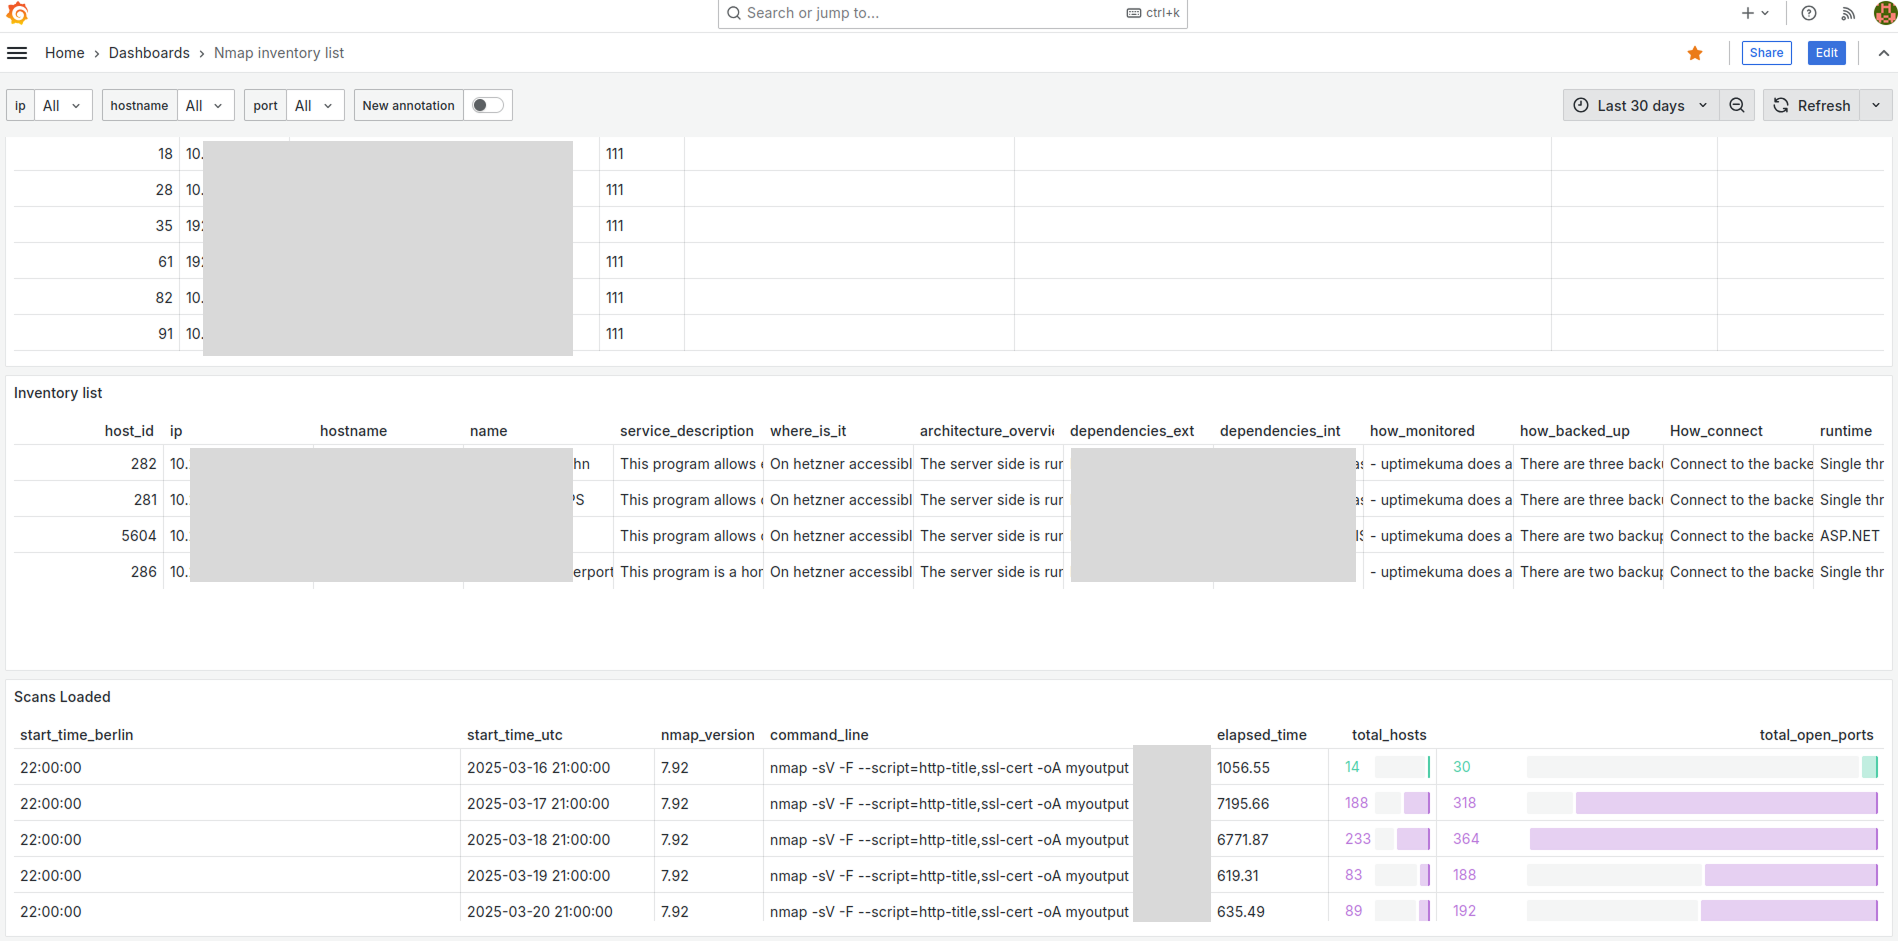 Search or jump to... ctrl+k
Home › Dashboards › Nmap inventory list Share Edit
ip All hostname All port All New annotation Last 30 days Refresh
18 10. 111
28 10. 111
35 192 111
61 192 111
82 10. 111
91 10. 111
Inventory list
host_id ip hostname name service_description where_is_it architecture_overvie dependencies_ext dependencies_int how_monitored how_backed_up How_connect runtime
282 10. hn This program allows e On hetzner accessibl The server side is rur as - uptimekuma does a There are three backu Connect to the backe Single thr
281 10. PS This program allows c On hetzner accessibl The server side is rur as - uptimekuma does a There are three backu Connect to the backe Single thr
5604 10. This program allows c On hetzner accessibl The server side is rur IS - uptimekuma does a There are two backup Connect to the backe ASP.NET
286 10. erport This program is a hor On hetzner accessibl The server side is rur - uptimekuma does a There are two backup Connect to the backe Single thr
Scans Loaded
start_time_berlin start_time_utc nmap_version command_line elapsed_time total_hosts total_open_ports
22:00:00 2025-03-16 21:00:00 7.92 nmap -sV -F --script=http-title,ssl-cert -oA myoutput 1056.55 14 30
22:00:00 2025-03-17 21:00:00 7.92 nmap -sV -F --script=http-title,ssl-cert -oA myoutput 7195.66 188 318
22:00:00 2025-03-18 21:00:00 7.92 nmap -sV -F --script=http-title,ssl-cert -oA myoutput 6771.87 233 364
22:00:00 2025-03-19 21:00:00 7.92 nmap -sV -F --script=http-title,ssl-cert -oA myoutput 619.31 83 188
22:00:00 2025-03-20 21:00:00 7.92 nmap -sV -F --script=http-title,ssl-cert -oA myoutput 635.49 89 192